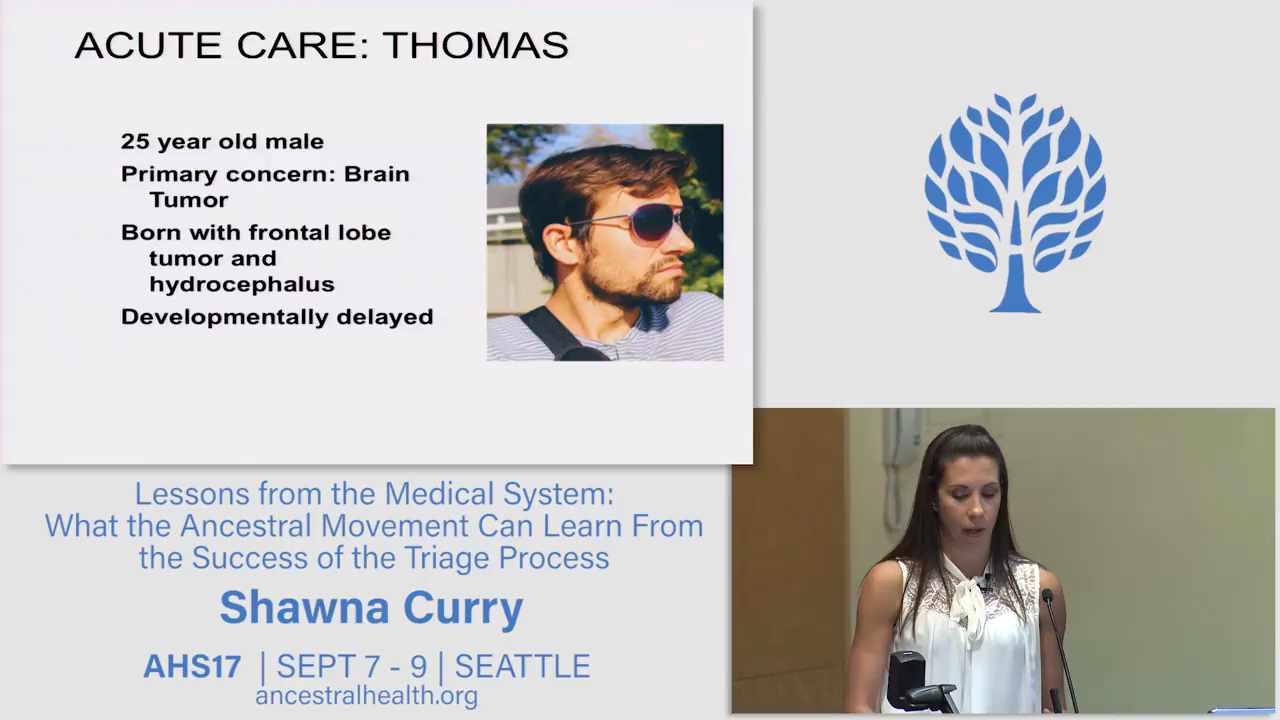 ACUTE CARE: THOMAS
25 year old male
Primary concern: Brain
Tumor
Born with frontal lobe
tumor and
hydrocephalus
Developmentally delayed
Lessons from the Medical System:
What the Ancestral Movement Can Learn From
the Success of the Triage Process
Shawna Curry
AHS17 | SEPT 7 - 9 | SEATTLE
ancestralhealth.org